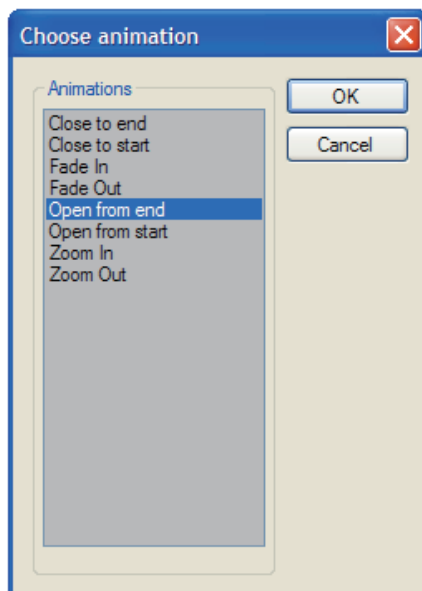 Choose animation
Animations
OK
Close to end
Close to start
Cancel
Fade In
Fade Out
Open from end
Open from start
Zoom In
Zoom Out